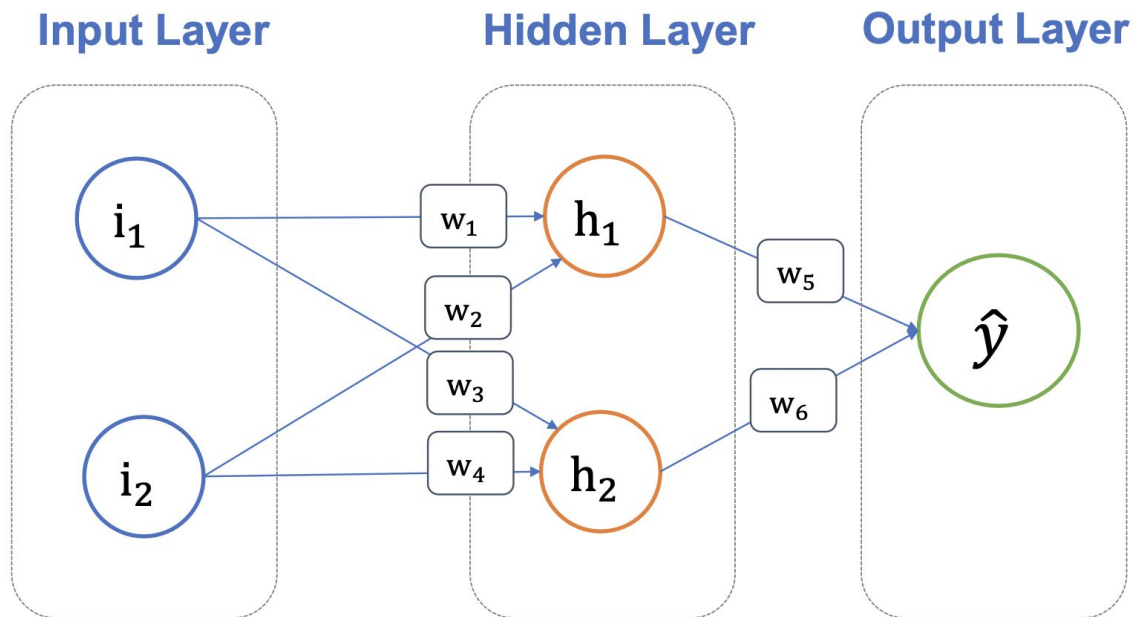 Input Layer
Hidden Layer
Output Layer
i₁
w₁
h₁
w₂
w₅
ŷ
w₃
w₆
i₂
w₄
h₂